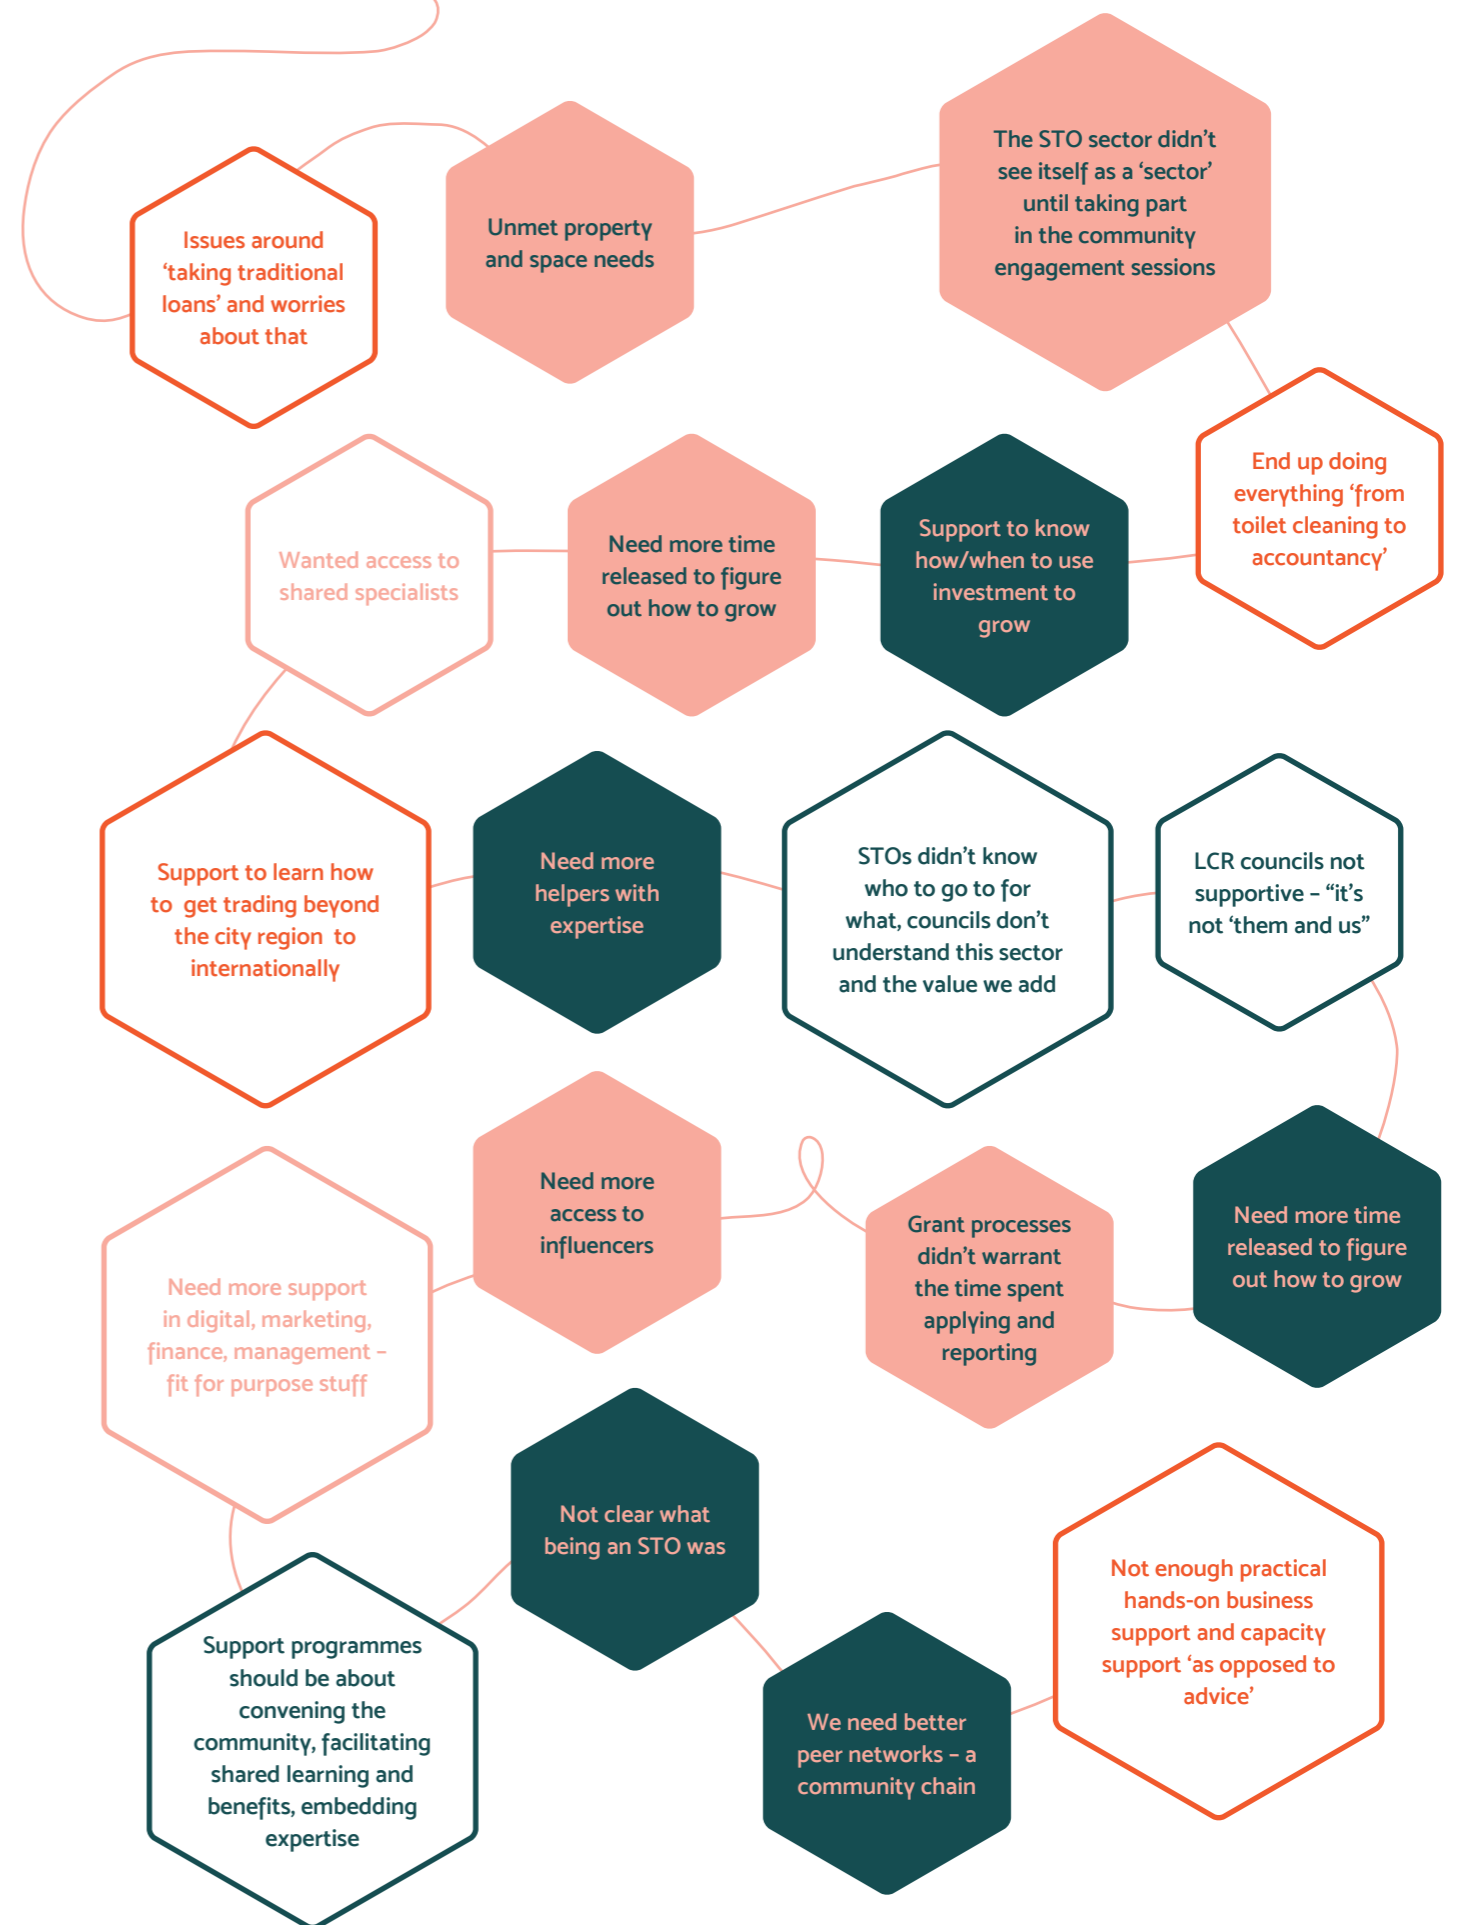 Issues around
‘taking traditional
loans’ and worries
about that
Unmet property
and space needs
The STO sector didn’t
see itself as a ‘sector’
until taking part
in the community
engagement sessions
End up doing
everything ‘from
toilet cleaning to
accountancy’
Support to know
how/when to use
investment to
grow
Need more time
released to figure
out how to grow
Wanted access to
shared specialists
Support to learn how
to get trading beyond
the city region to
internationally
Need more
helpers with
expertise
STOs didn’t know
who to go to for
what, councils don’t
understand this sector
and the value we add
LCR councils not
supportive – “it’s
not ‘them and us”
Need more time
released to figure
out how to grow
Grant processes
didn’t warrant
the time spent
applying and
reporting
Need more
access to
influencers
Need more support
in digital, marketing,
finance, management –
fit for purpose stuff
Support programmes
should be about
convening the
community, facilitating
shared learning and
benefits, embedding
expertise
Not clear what
being an STO was
We need better
peer networks – a
community chain
Not enough practical
hands-on business
support and capacity
support ‘as opposed to
advice’